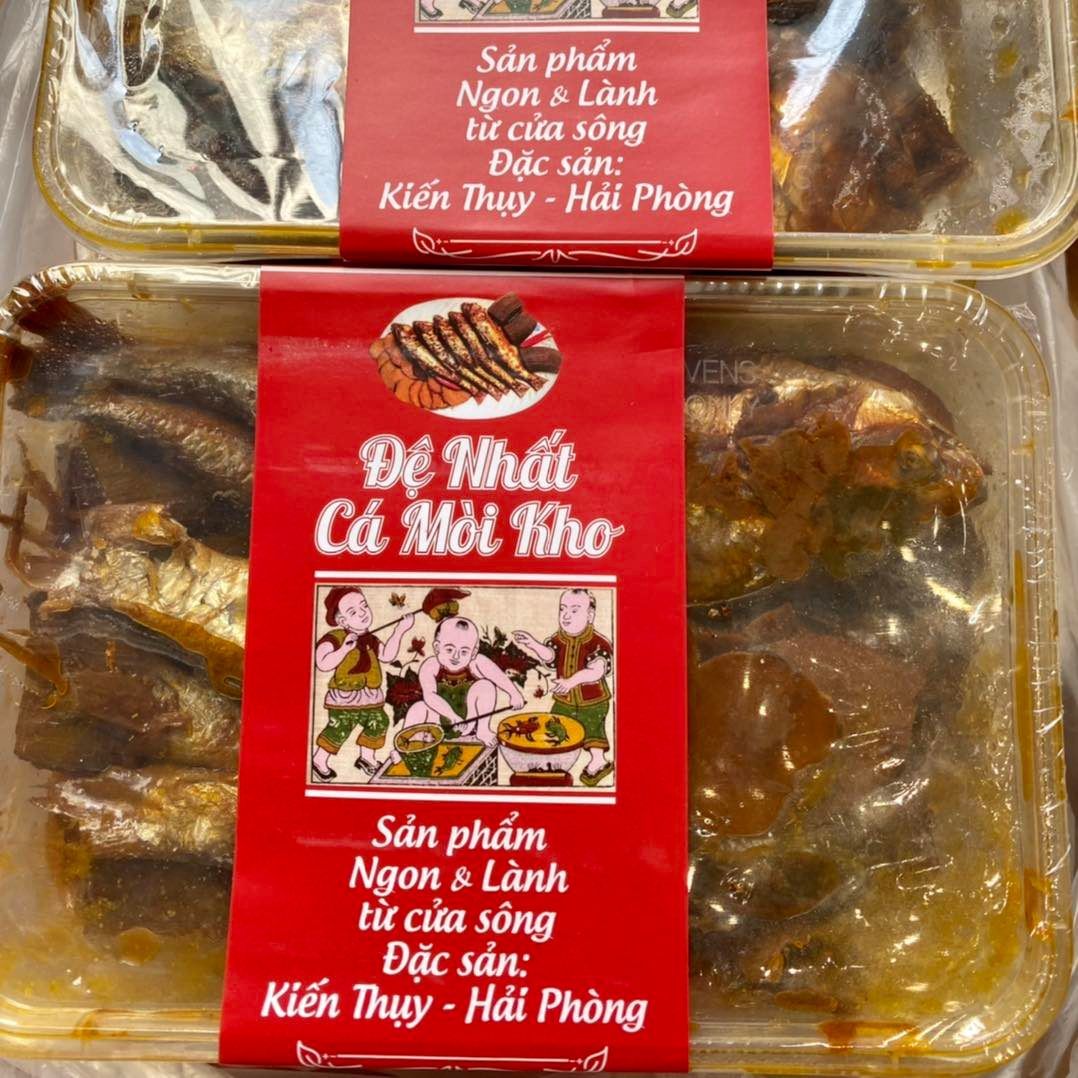 Sản phẩm
Ngon & Lành
từ cửa sông
Đặc sản:
Kiến Thụy - Hải Phòng
Đệ Nhất
Cá Mòi Kho
Sản phẩm
Ngon & Lành
từ cửa sông
Đặc sản:
Kiến Thụy - Hải Phòng